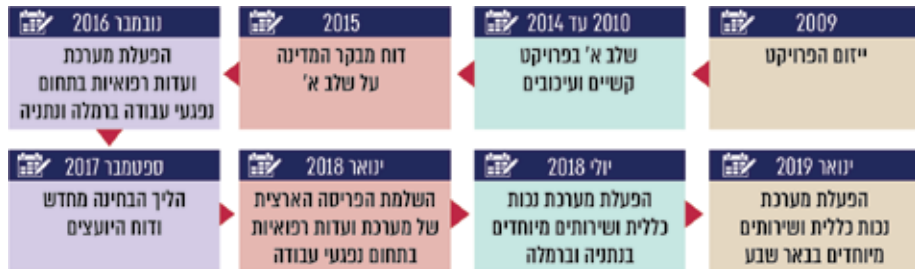 2009
ייזום הפרויקט
2010 עד 2014
שלב א' בפרויקט
קשיים ועיכובים
2015
דוח מבקר המדינה
על שלב א'
נובמבר 2016
הפעלת מערכת
ועדות רפואיות בתחום
נפגעי עבודה ברמלה ונתניה
ספטמבר 2017
הליך הבחינה מחדש
ודוח היועצים
ינואר 2018
השלמת הפריסה הארצית
של מערכת ועדות רפואיות
בתחום נפגעי עבודה
יולי 2018
הפעלת מערכת נכות
כללית ושירותים מיוחדים
בנתניה וברמלה
ינואר 2019
הפעלת מערכת
נכות כללית ושירותים
מיוחדים בבאר שבע